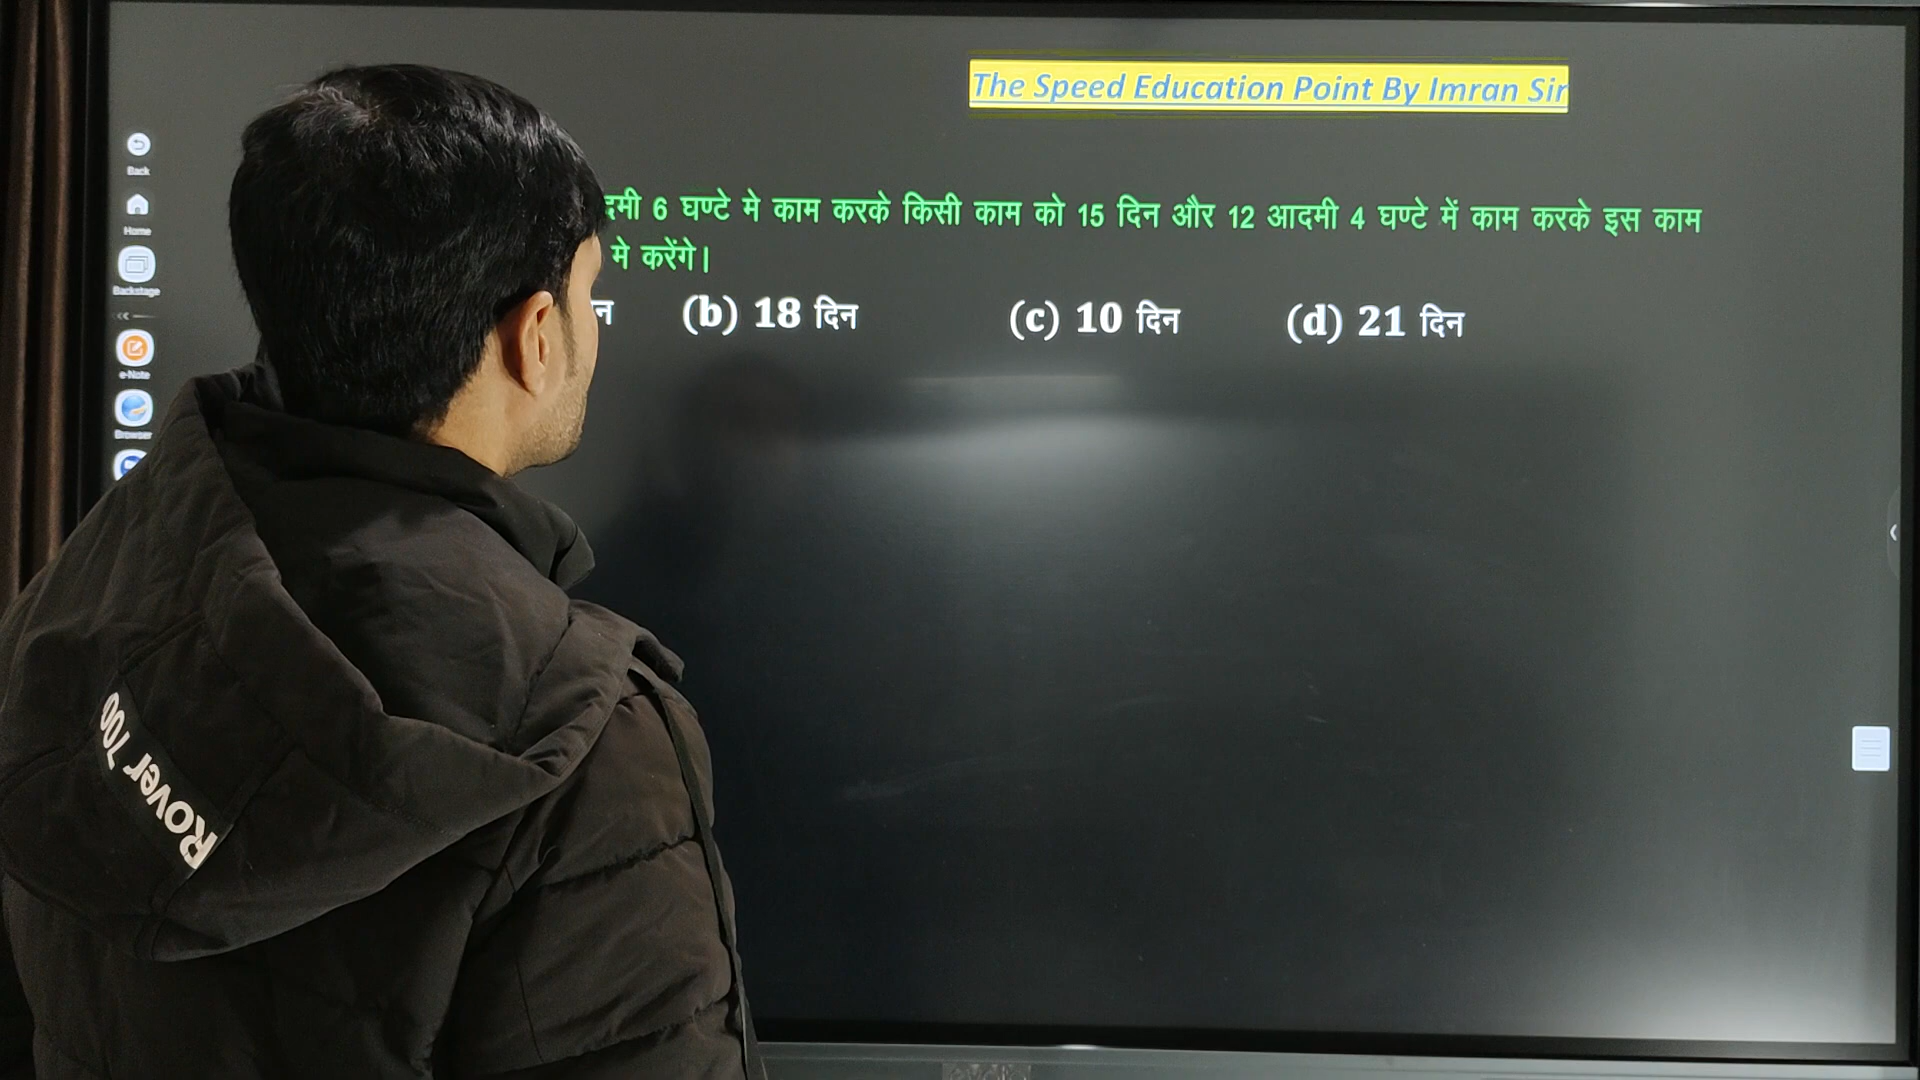 The Speed Education Point By Imran Sir
6 घण्टे मे काम करके किसी काम को 15 दिन और 12 आदमी 4 घण्टे में काम करके इस काम
मे करेंगे।
(b) 18 दिन (c) 10 दिन (d) 21 दिन
Back
Home
Backstage
e-Note
Browser
Rover 700